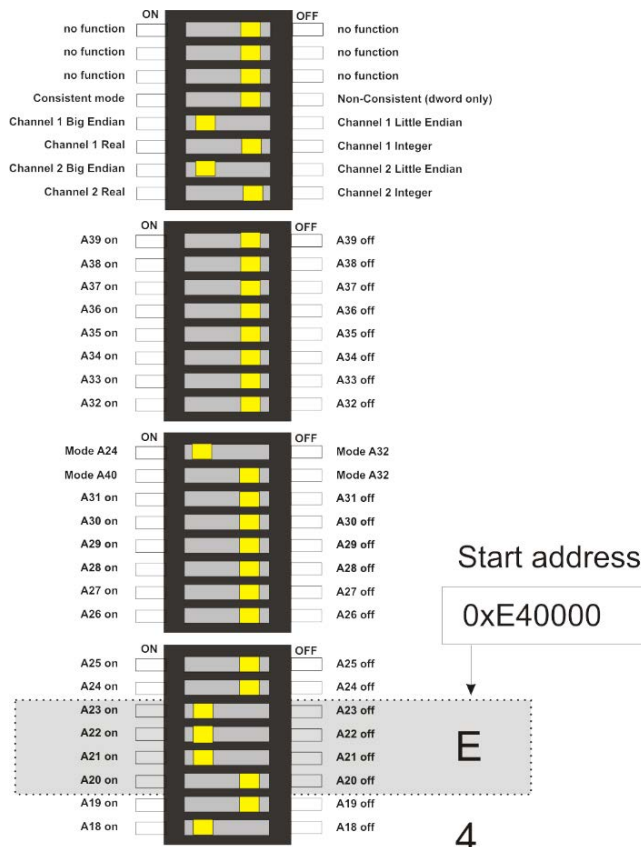 ON OFF
no function no function
no function no function
no function no function
Consistent mode Non-Consistent (dword only)
Channel 1 Big Endian Channel 1 Little Endian
Channel 1 Real Channel 1 Integer
Channel 2 Big Endian Channel 2 Little Endian
Channel 2 Real Channel 2 Integer
ON OFF
A39 on A39 off
A38 on A38 off
A37 on A37 off
A36 on A36 off
A35 on A35 off
A34 on A34 off
A33 on A33 off
A32 on A32 off
ON OFF
Mode A24 Mode A32
Mode A40 Mode A32
A31 on A31 off
A30 on A30 off
A29 on A29 off
A28 on A28 off
A27 on A27 off
A26 on A26 off
Start address
0xE40000
ON OFF
A25 on A25 off
A24 on A24 off
A23 on A23 off
A22 on A22 off
A21 on A21 off
A20 on A20 off
E
A19 on A19 off
A18 on A18 off
4